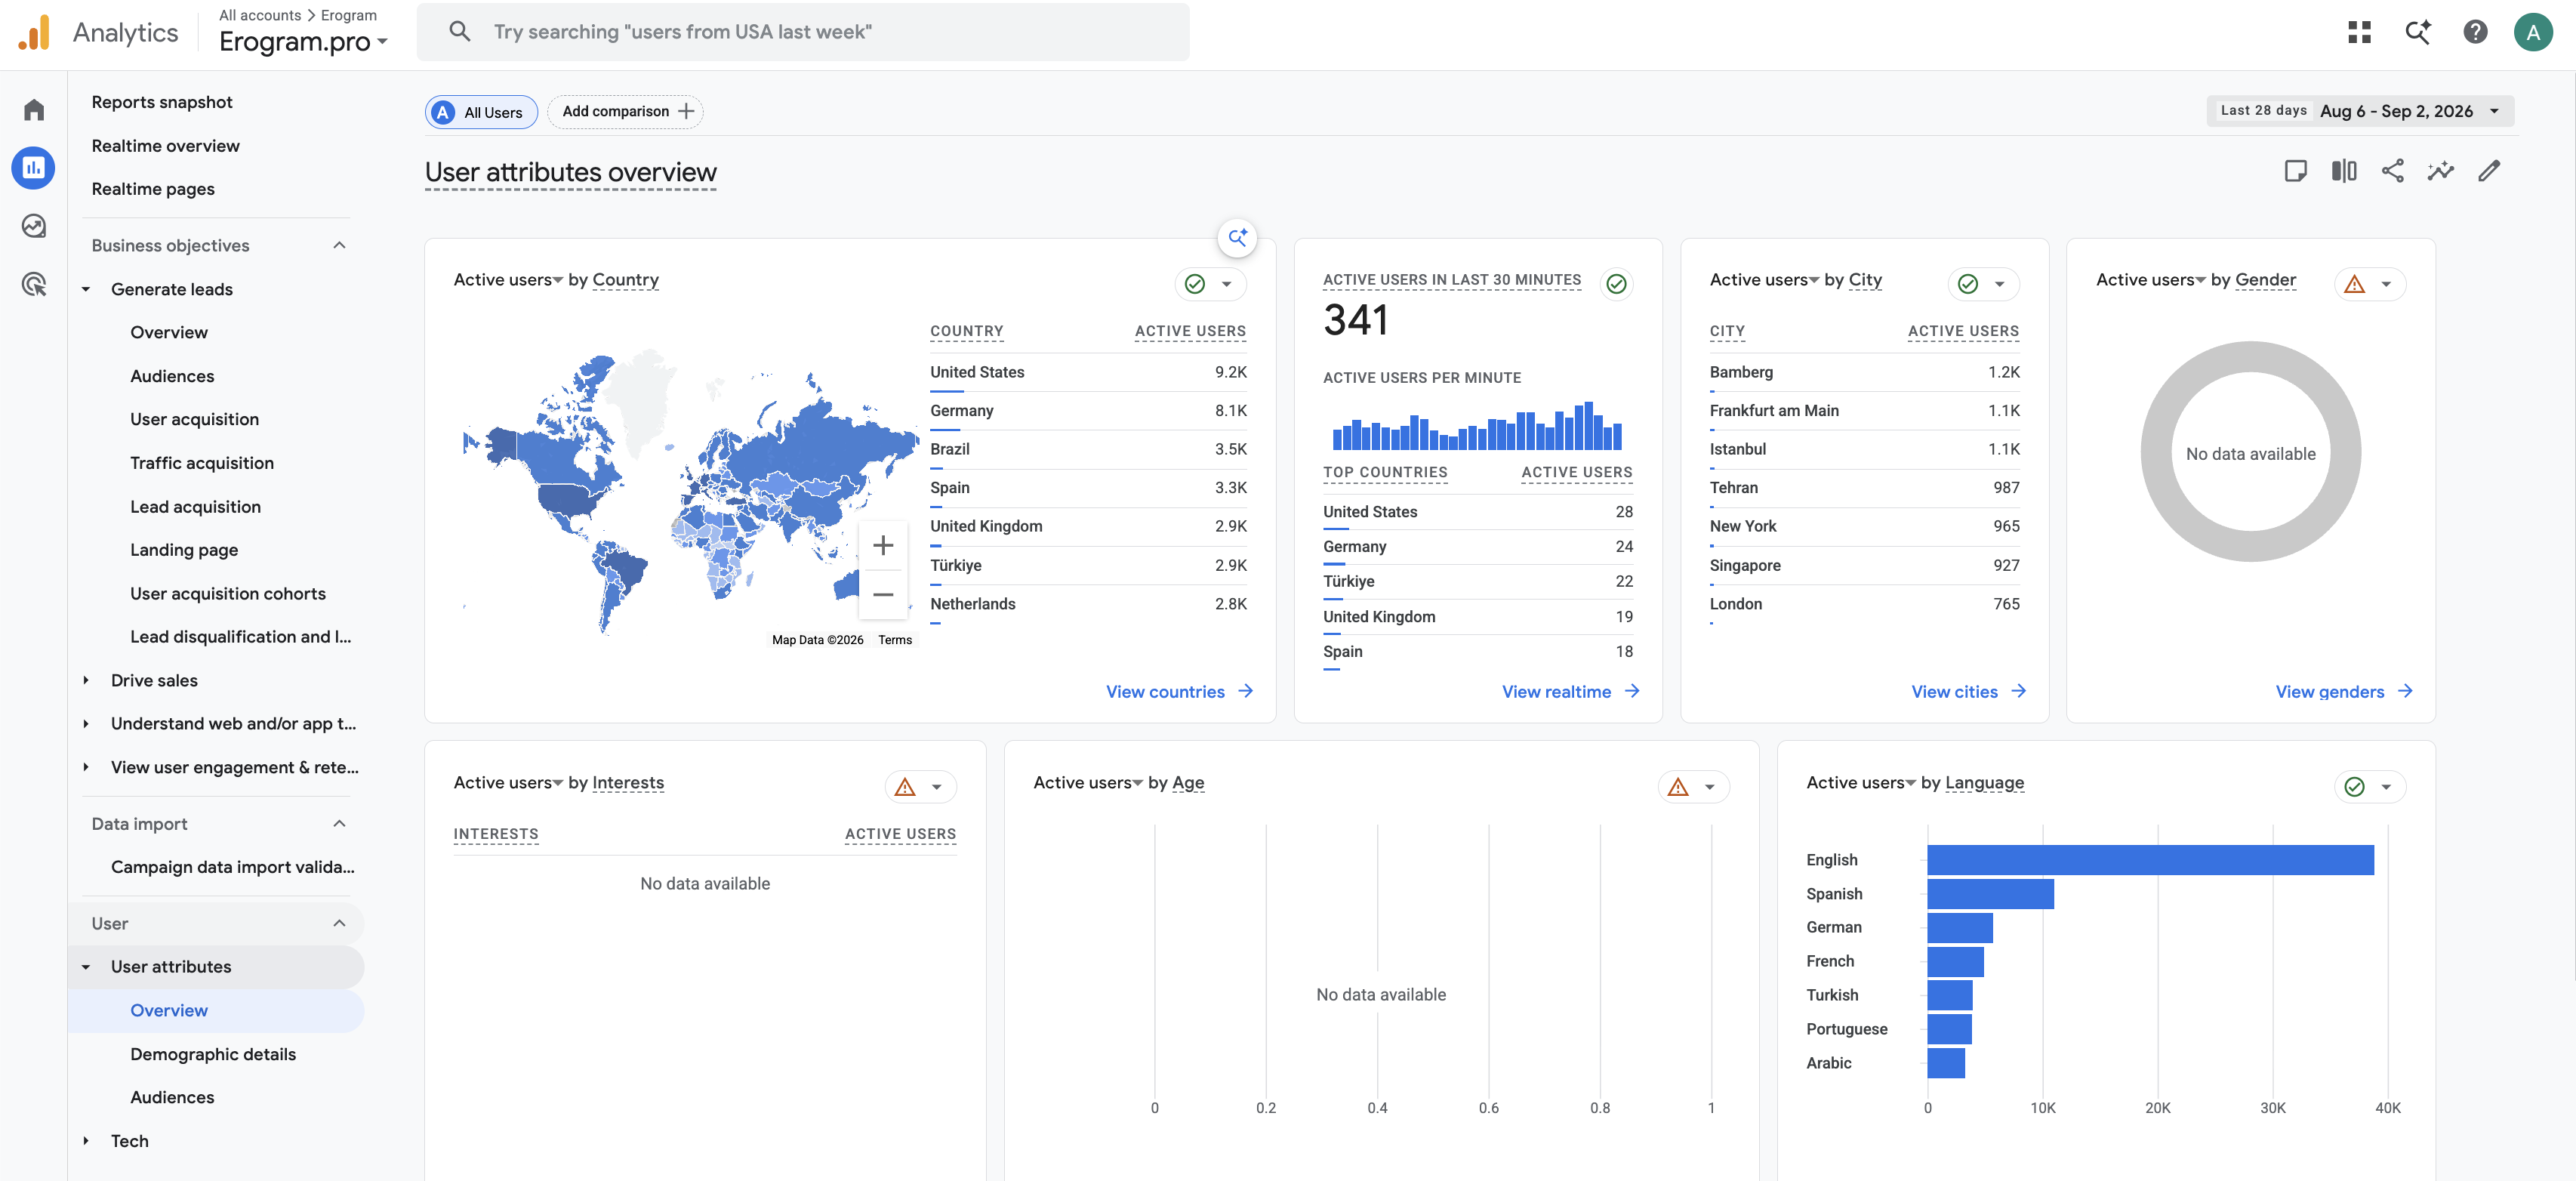 Analytics
All accounts > Erogram
Erogram.pro
Try searching "users from USA last week"
A
Reports snapshot
Realtime overview
Realtime pages
Business objectives
Generate leads
Overview
Audiences
User acquisition
Traffic acquisition
Lead acquisition
Landing page
User acquisition cohorts
Lead disqualification and l...
Drive sales
Understand web and/or app t...
View user engagement & rete...
Data import
Campaign data import valida...
User
User attributes
Overview
Demographic details
Audiences
Tech
A All Users
Add comparison +
Last 28 days Aug 6 - Sep 2, 2026
User attributes overview
Active users by Country
COUNTRY ACTIVE USERS
United States 9.2K
Germany 8.1K
Brazil 3.5K
Spain 3.3K
United Kingdom 2.9K
Türkiye 2.9K
Netherlands 2.8K
+
−
Map Data ©2026 Terms
View countries
ACTIVE USERS IN LAST 30 MINUTES
341
ACTIVE USERS PER MINUTE
TOP COUNTRIES ACTIVE USERS
United States 28
Germany 24
Türkiye 22
United Kingdom 19
Spain 18
View realtime
Active users by City
CITY ACTIVE USERS
Bamberg 1.2K
Frankfurt am Main 1.1K
Istanbul 1.1K
Tehran 987
New York 965
Singapore 927
London 765
View cities
Active users by Gender
No data available
View genders
Active users by Interests
INTERESTS ACTIVE USERS
No data available
Active users by Age
No data available
0 0.2 0.4 0.6 0.8 1
Active users by Language
English
Spanish
German
French
Turkish
Portuguese
Arabic
0 10K 20K 30K 40K